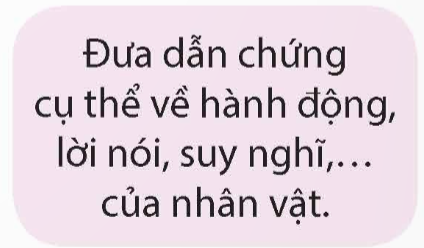 Đưa dẫn chứng
cụ thể về hành động,
lời nói, suy nghĩ,...
của nhân vật.